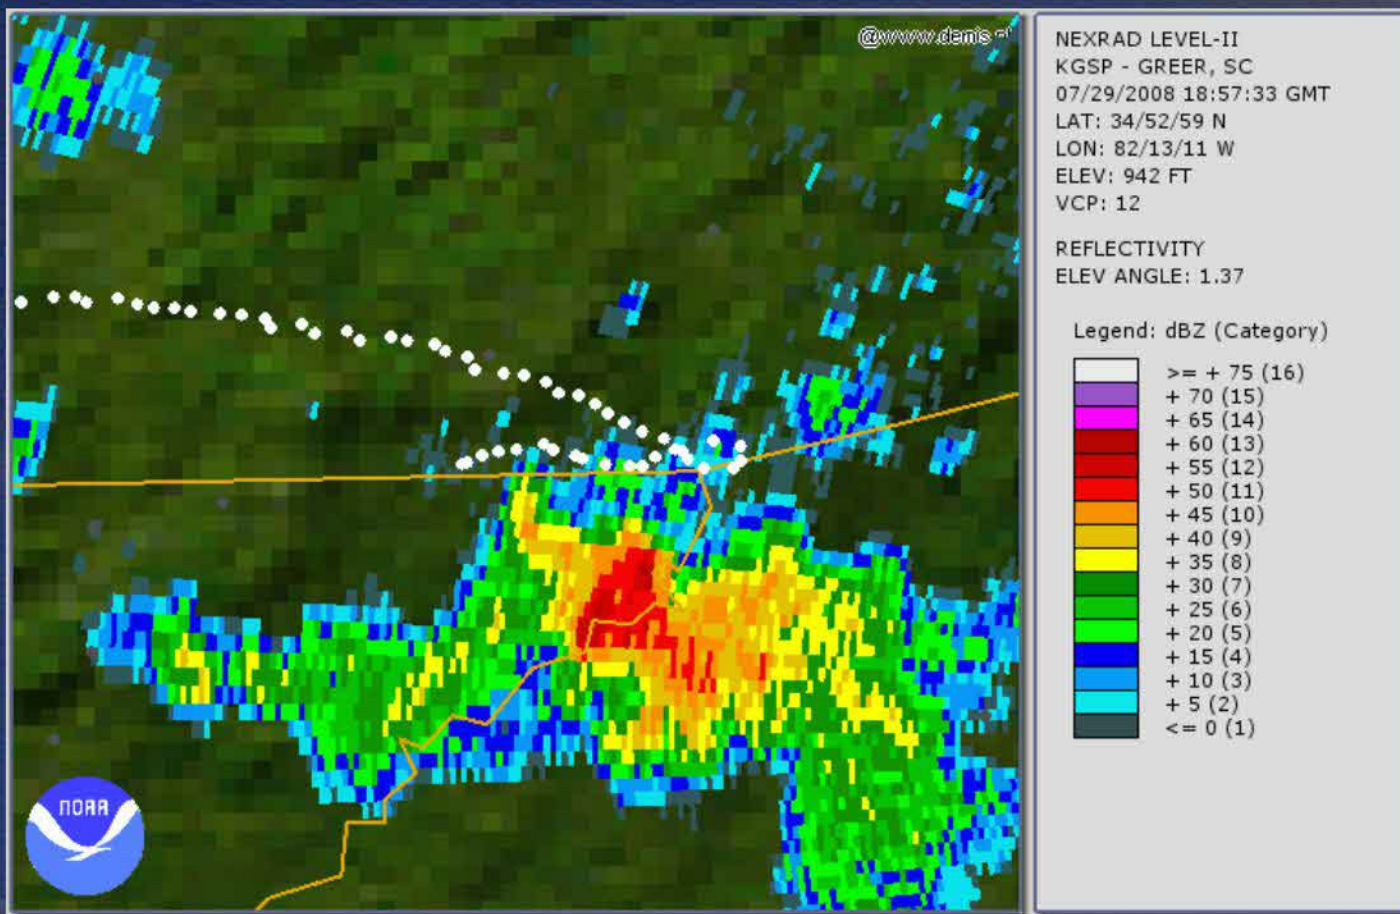 @www.demis.nl
NEXRAD LEVEL-II
KGSP - GREER, SC
07/29/2008 18:57:33 GMT
LAT: 34/52/59 N
LON: 82/13/11 W
ELEV: 942 FT
VCP: 12
REFLECTIVITY
ELEV ANGLE: 1.37
Legend: dBZ (Category)
>= + 75 (16)
+ 70 (15)
+ 65 (14)
+ 60 (13)
+ 55 (12)
+ 50 (11)
+ 45 (10)
+ 40 (9)
+ 35 (8)
+ 30 (7)
+ 25 (6)
+ 20 (5)
+ 15 (4)
+ 10 (3)
+ 5 (2)
<= 0 (1)
NOAA